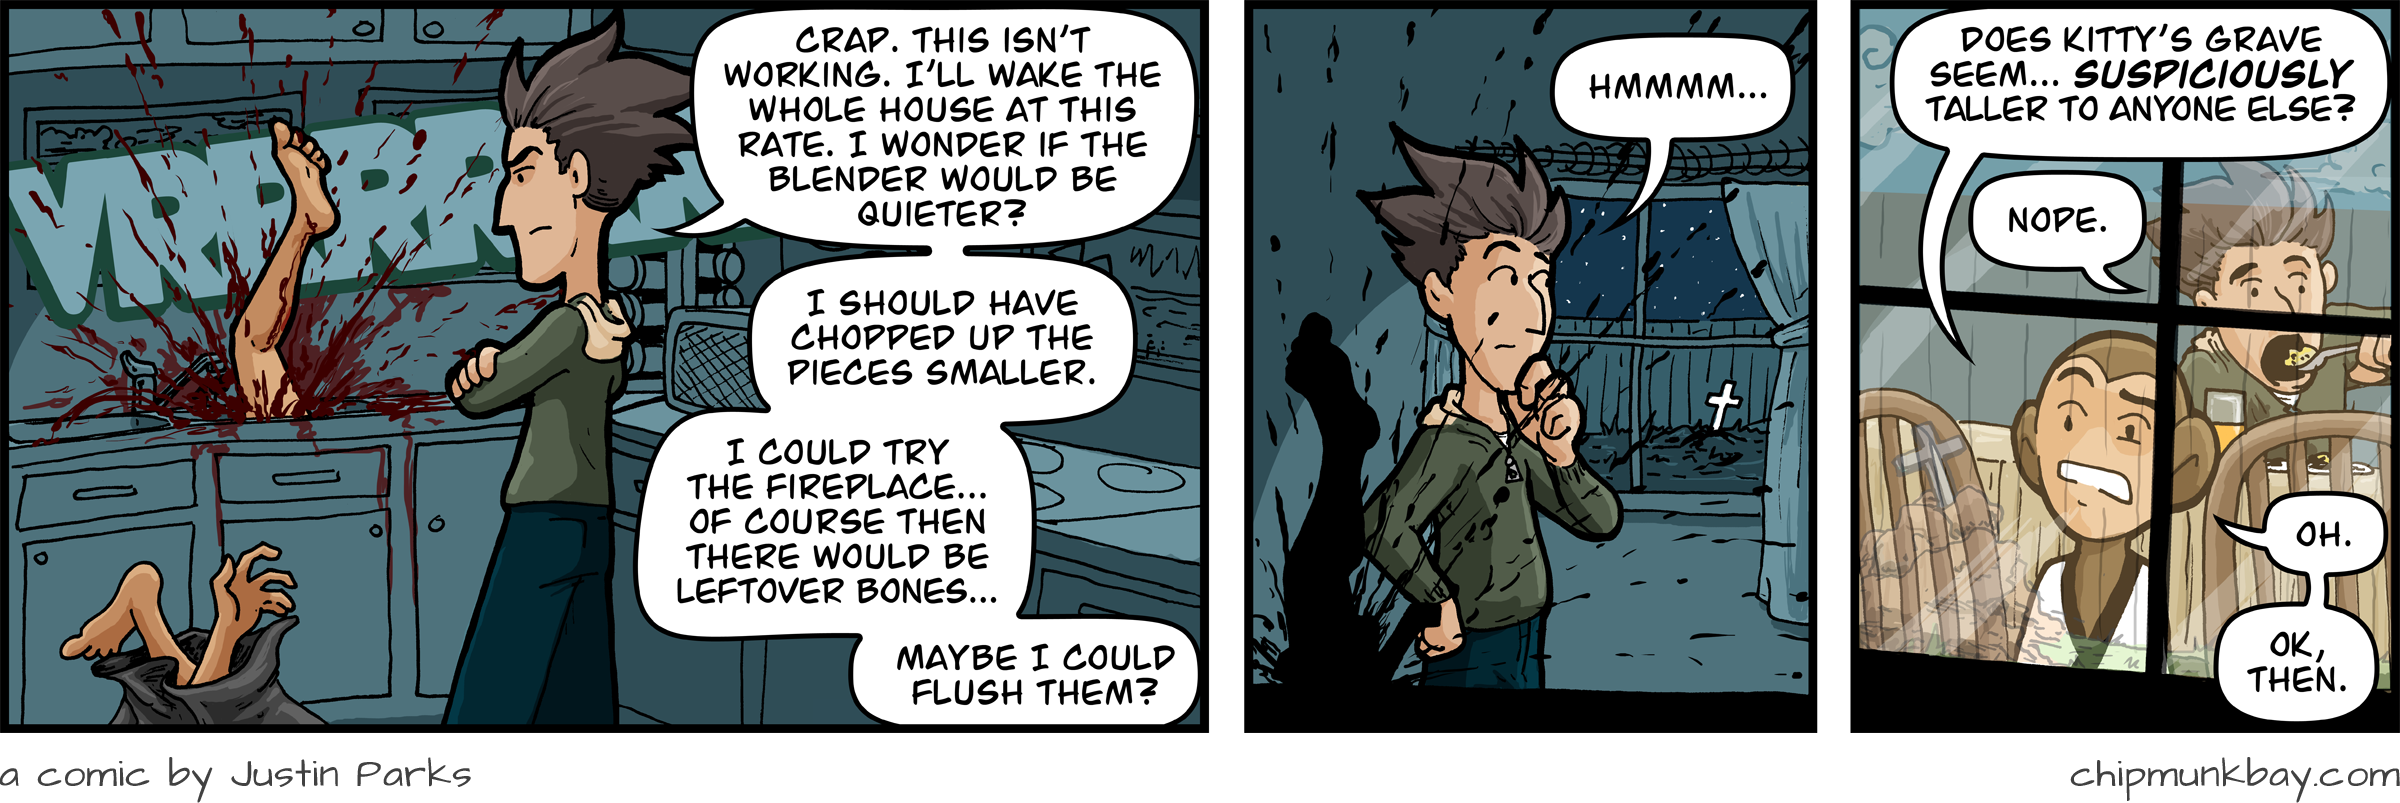 VRRRRRRR
CRAP. THIS ISN'T
WORKING. I'LL WAKE THE
WHOLE HOUSE AT THIS
RATE. I WONDER IF THE
BLENDER WOULD BE
QUIETER?
I SHOULD HAVE
CHOPPED UP THE
PIECES SMALLER.
I COULD TRY
THE FIREPLACE...
OF COURSE THEN
THERE WOULD BE
LEFTOVER BONES...
MAYBE I COULD
FLUSH THEM?
HMMMM...
DOES KITTY'S GRAVE
SEEM... SUSPICIOUSLY
TALLER TO ANYONE ELSE?
NOPE.
OH.
OK,
THEN.
a comic by Justin Parks
chipmunkbay.com